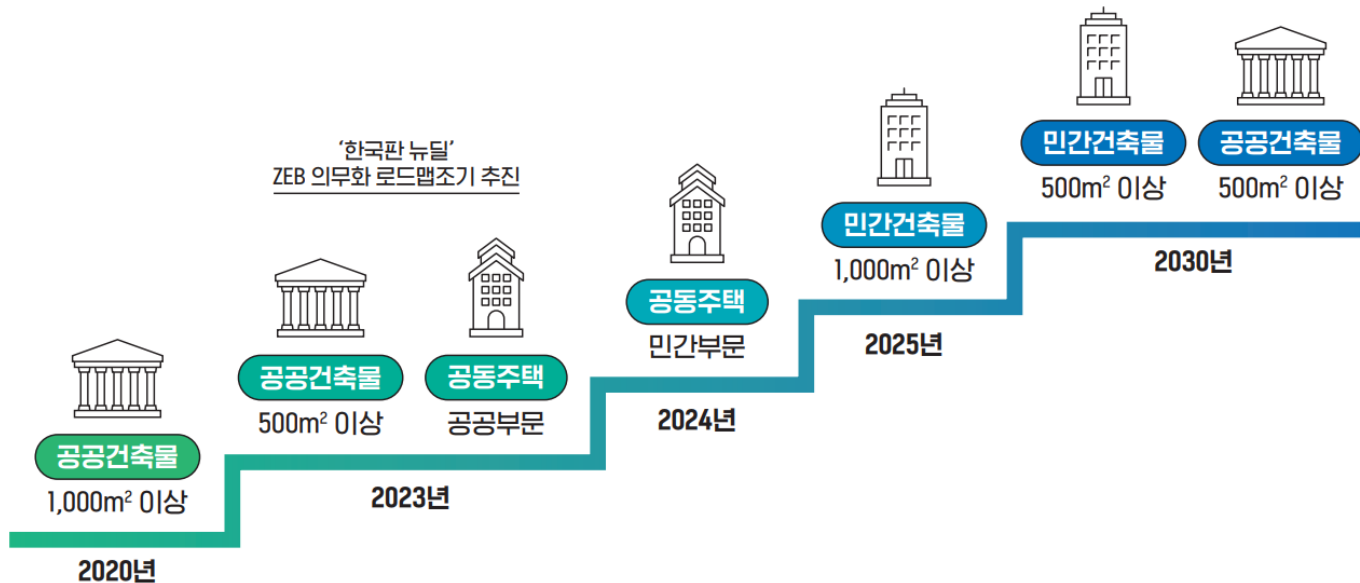 공공건축물
1,000m² 이상
2020년
'한국판 뉴딜'
ZEB 의무화 로드맵조기 추진
공공건축물
500m² 이상
공동주택
공공부문
2023년
공동주택
민간부문
2024년
민간건축물
1,000m² 이상
2025년
민간건축물
500m² 이상
공공건축물
500m² 이상
2030년